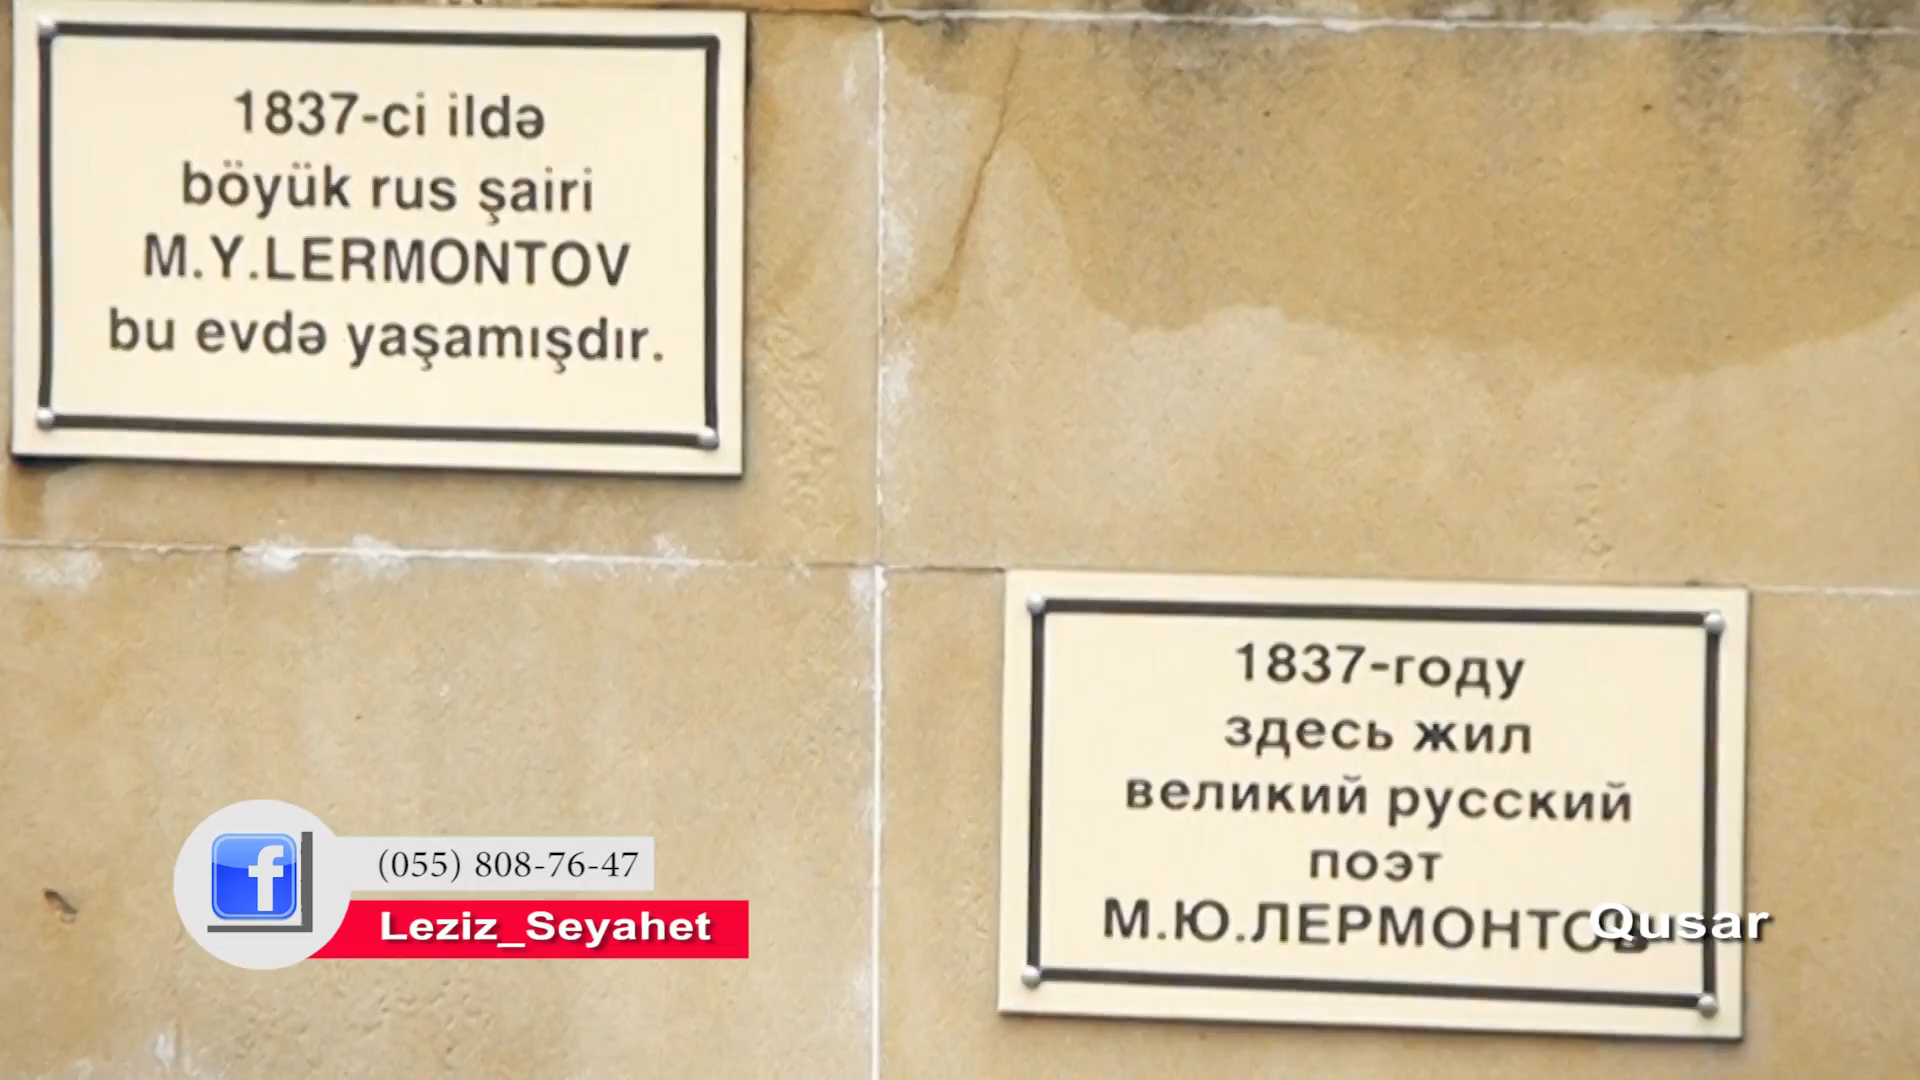 1837-ci ildə
böyük rus şairi
M.Y.LERMONTOV
bu evdə yaşamışdır.
1837-году
здесь жил
великий русский
поэт
М.Ю.ЛЕРМОНТОВ
Qusar
(055) 808-76-47
Leziz_Seyahet